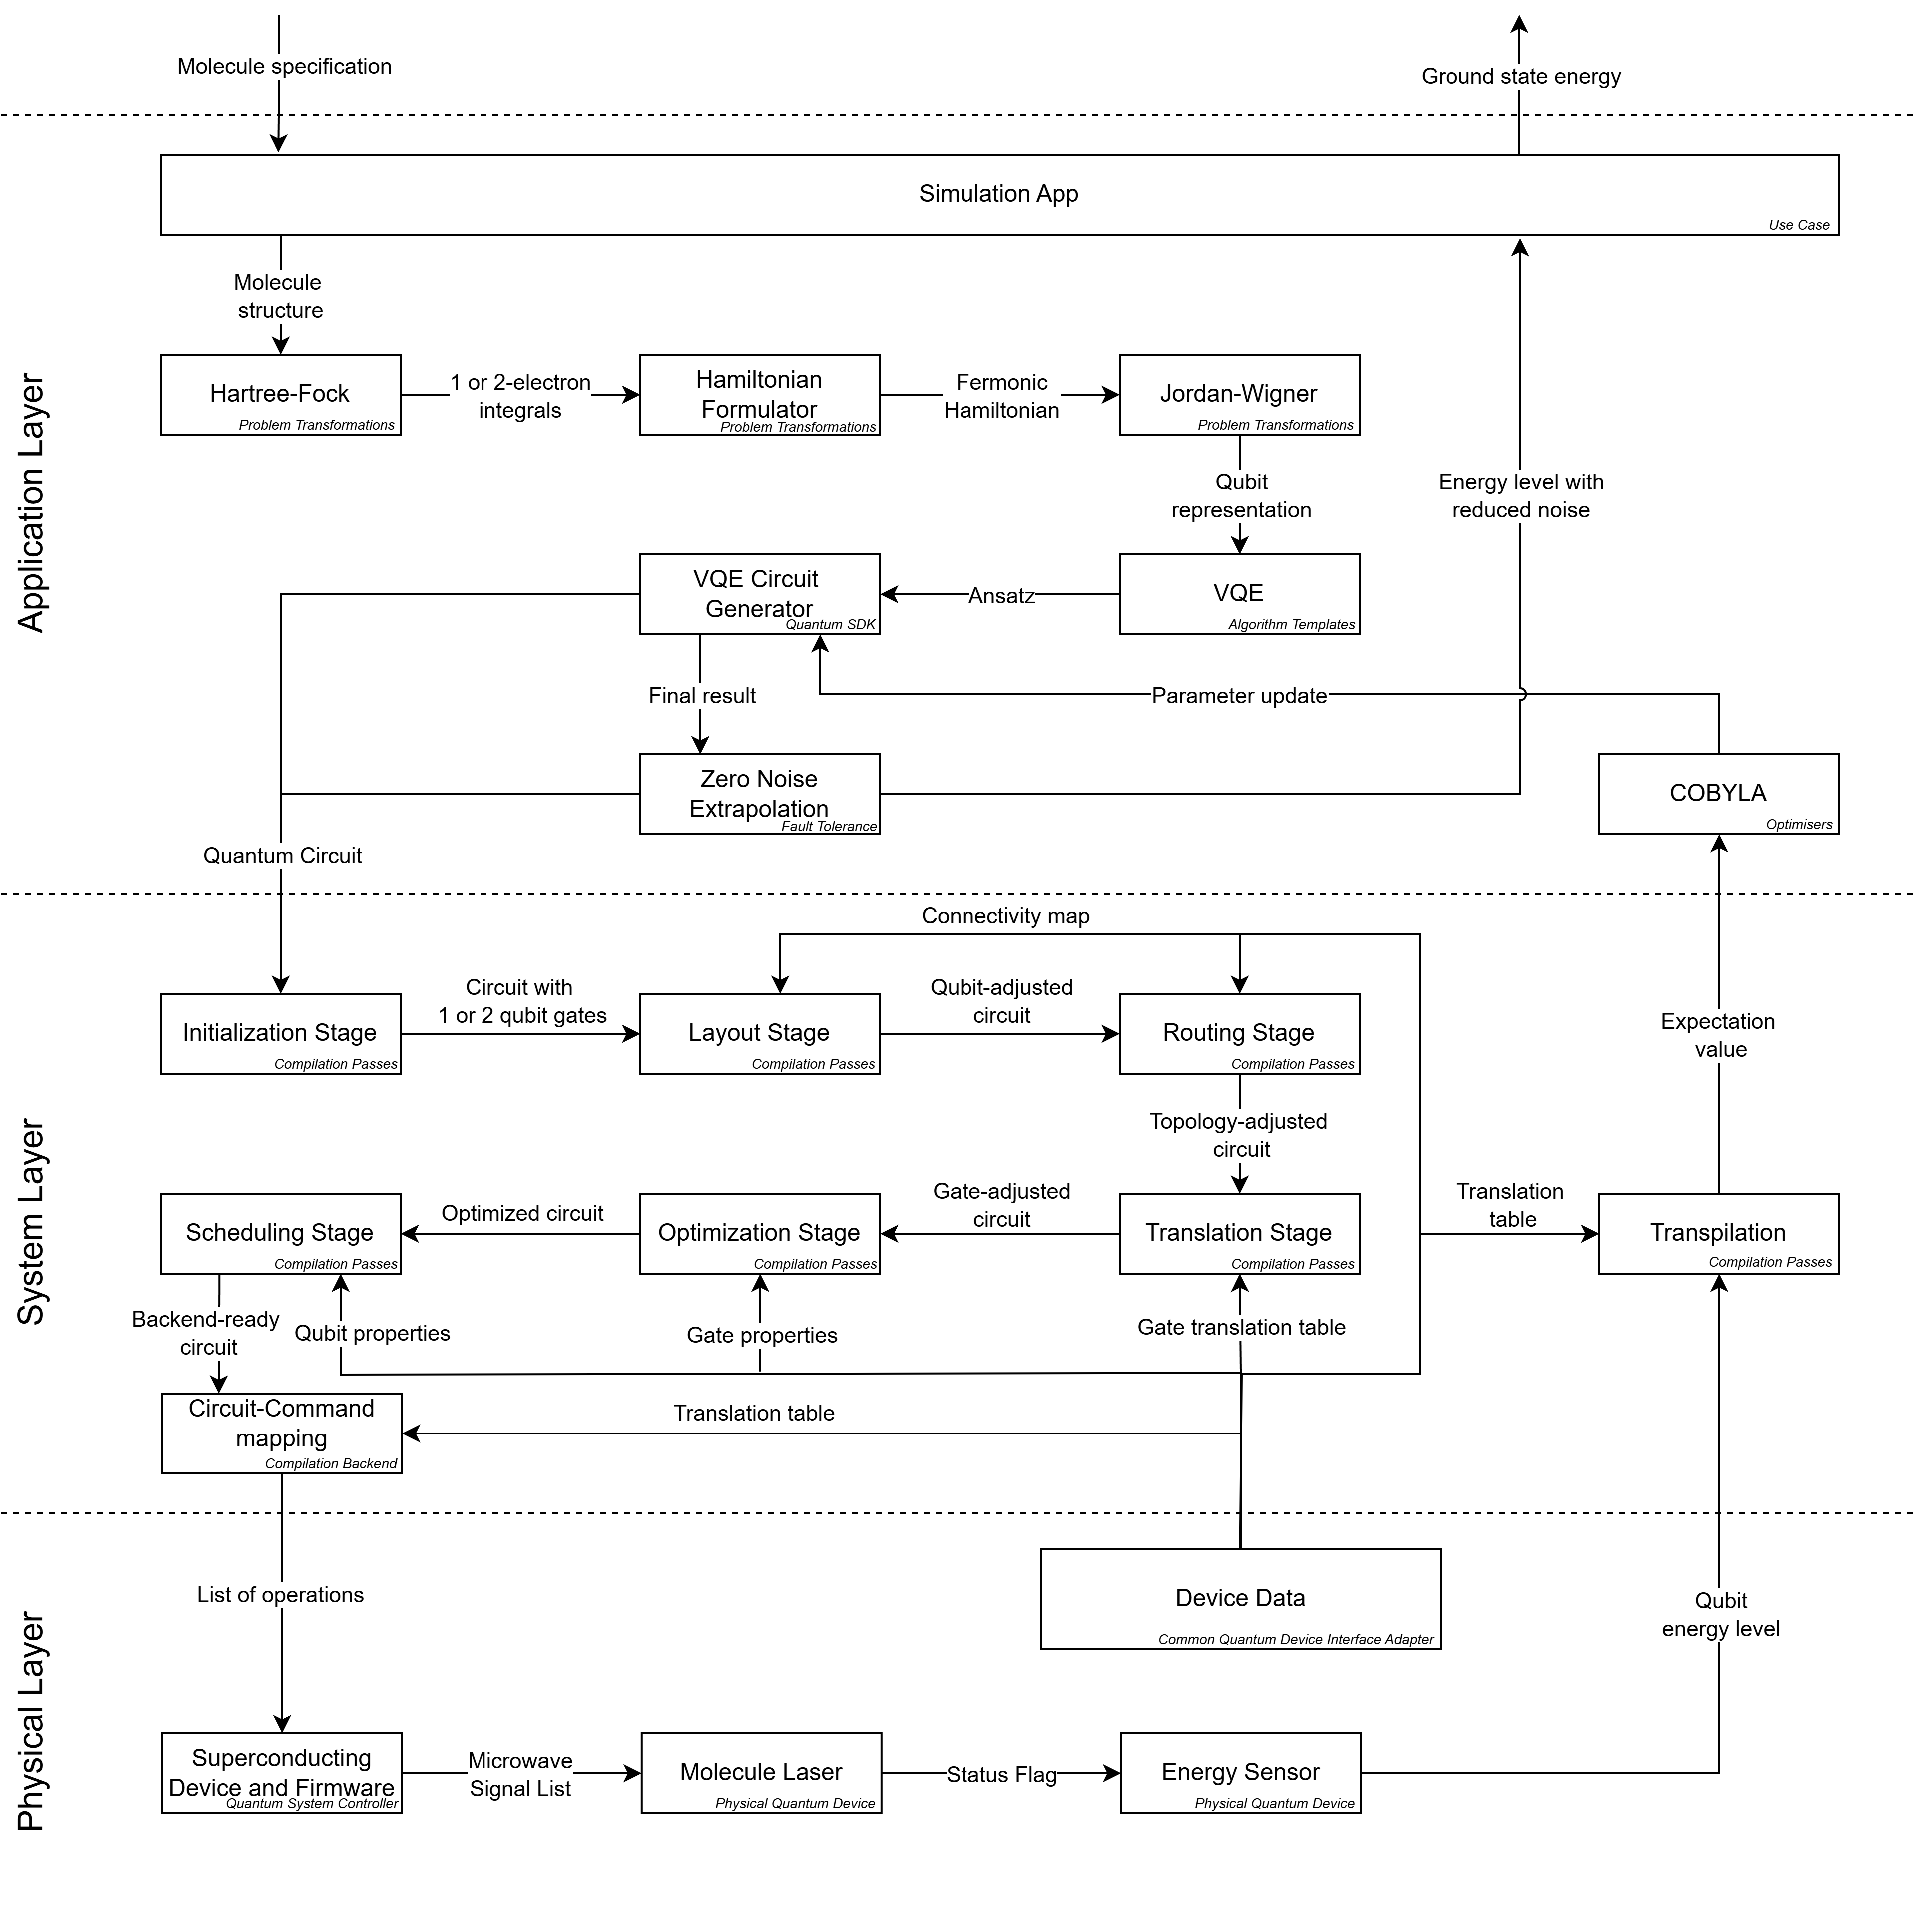 Molecule specification
Ground state energy
Simulation App
Use Case
Application Layer
Molecule
structure
Hartree-Fock
Problem Transformations
1 or 2-electron
integrals
Hamiltonian
Formulator
Problem Transformations
Fermonic
Hamiltonian
Jordan-Wigner
Problem Transformations
Qubit
representation
Energy level with
reduced noise
VQE Circuit
Generator
Quantum SDK
Ansatz
VQE
Algorithm Templates
Final result
Parameter update
Zero Noise
Extrapolation
Fault Tolerance
COBYLA
Optimisers
Quantum Circuit
System Layer
Connectivity map
Initialization Stage
Compilation Passes
Circuit with
1 or 2 qubit gates
Layout Stage
Compilation Passes
Qubit-adjusted
circuit
Routing Stage
Compilation Passes
Expectation
value
Topology-adjusted
circuit
Scheduling Stage
Compilation Passes
Optimized circuit
Optimization Stage
Compilation Passes
Gate-adjusted
circuit
Translation Stage
Compilation Passes
Translation
table
Transpilation
Compilation Passes
Backend-ready
circuit
Qubit properties
Gate properties
Gate translation table
Circuit-Command
mapping
Compilation Backend
Translation table
Physical Layer
List of operations
Device Data
Common Quantum Device Interface Adapter
Qubit
energy level
Superconducting
Device and Firmware
Quantum System Controller
Microwave
Signal List
Molecule Laser
Physical Quantum Device
Status Flag
Energy Sensor
Physical Quantum Device